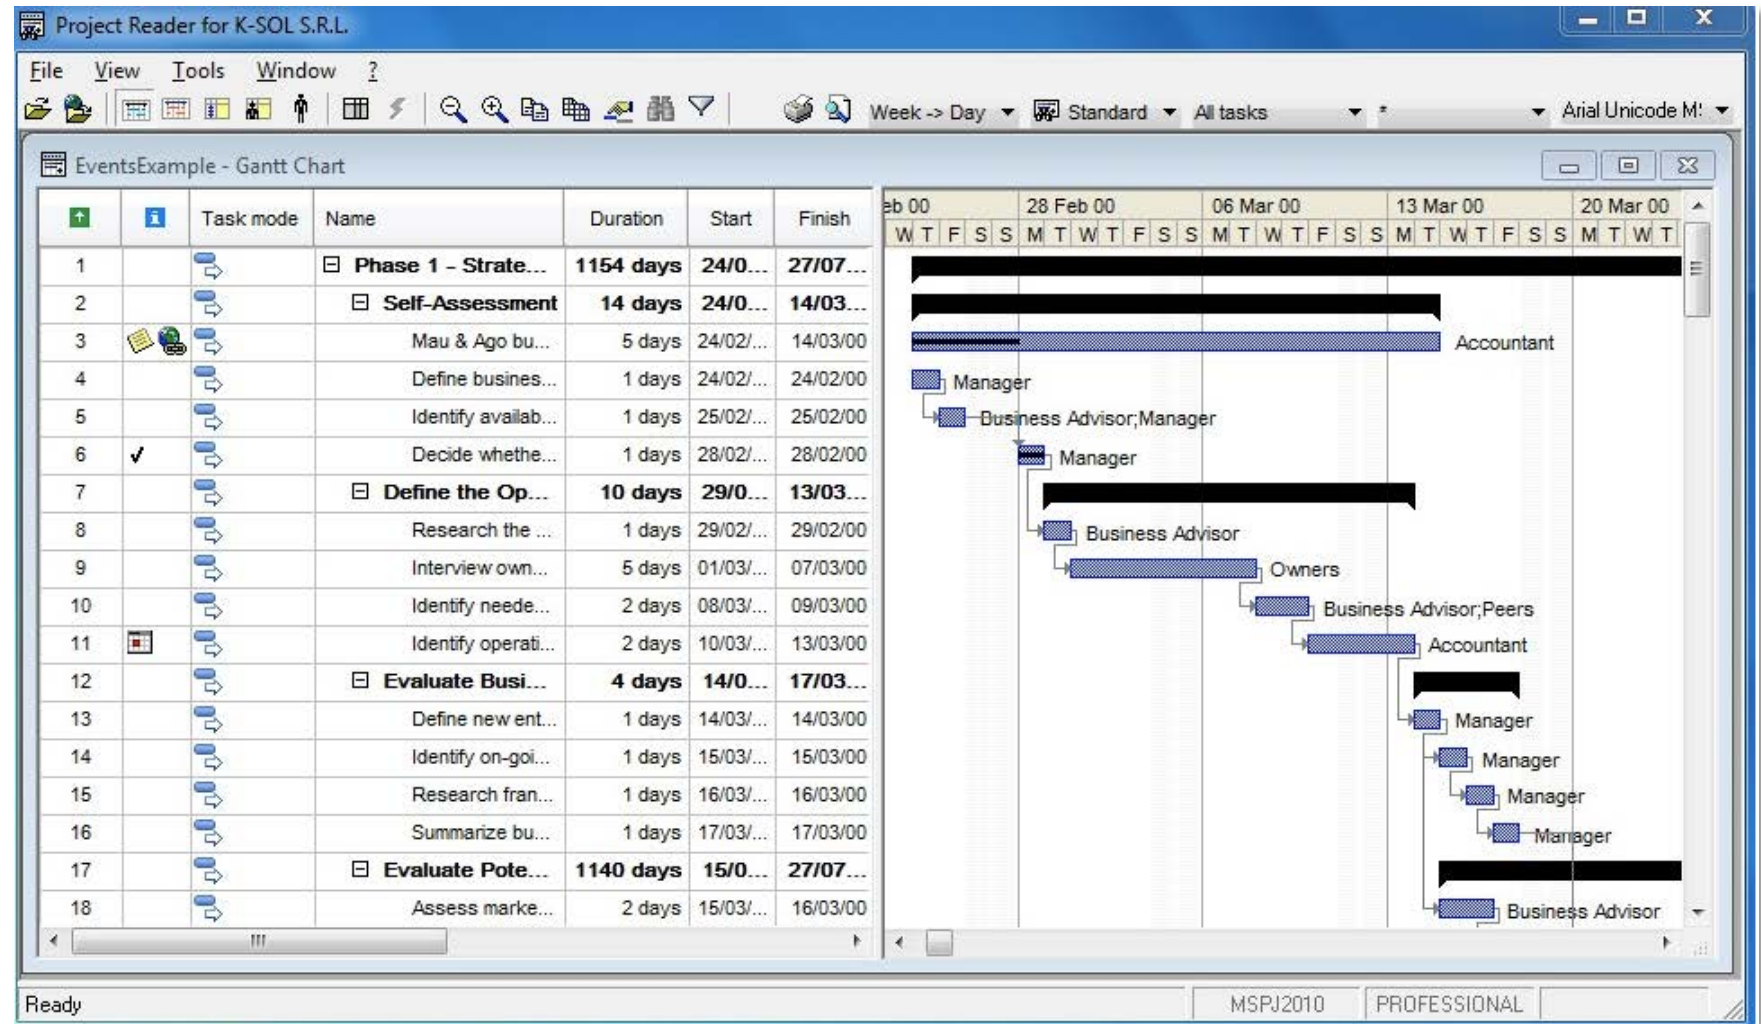 Project Reader for K-SOL S.R.L.
File View Tools Window ?
Week -> Day Standard All tasks * Arial Unicode M:
EventsExample - Gantt Chart
Task mode Name Duration Start Finish
eb 00 28 Feb 00 06 Mar 00 13 Mar 00 20 Mar 00
W T F S S M T W T F S S M T W T F S S M T W T F S S M T W T
1 Phase 1 - Strate... 1154 days 24/0... 27/07...
2 Self-Assessment 14 days 24/0... 14/03...
3 Mau & Ago bu... 5 days 24/02/... 14/03/00 Accountant
4 Define busines... 1 days 24/02/... 24/02/00 Manager
5 Identify availab... 1 days 25/02/... 25/02/00 Business Advisor;Manager
6 Decide whethe... 1 days 28/02/... 28/02/00 Manager
7 Define the Op... 10 days 29/0... 13/03...
8 Research the ... 1 days 29/02/... 29/02/00 Business Advisor
9 Interview own... 5 days 01/03/... 07/03/00 Owners
10 Identify neede... 2 days 08/03/... 09/03/00 Business Advisor;Peers
11 Identify operati... 2 days 10/03/... 13/03/00 Accountant
12 Evaluate Busi... 4 days 14/0... 17/03...
13 Define new ent... 1 days 14/03/... 14/03/00 Manager
14 Identify on-goi... 1 days 15/03/... 15/03/00 Manager
15 Research fran... 1 days 16/03/... 16/03/00 Manager
16 Summarize bu... 1 days 17/03/... 17/03/00 Manager
17 Evaluate Pote... 1140 days 15/0... 27/07...
18 Assess marke... 2 days 15/03/... 16/03/00 Business Advisor
Ready MSPJ2010 PROFESSIONAL